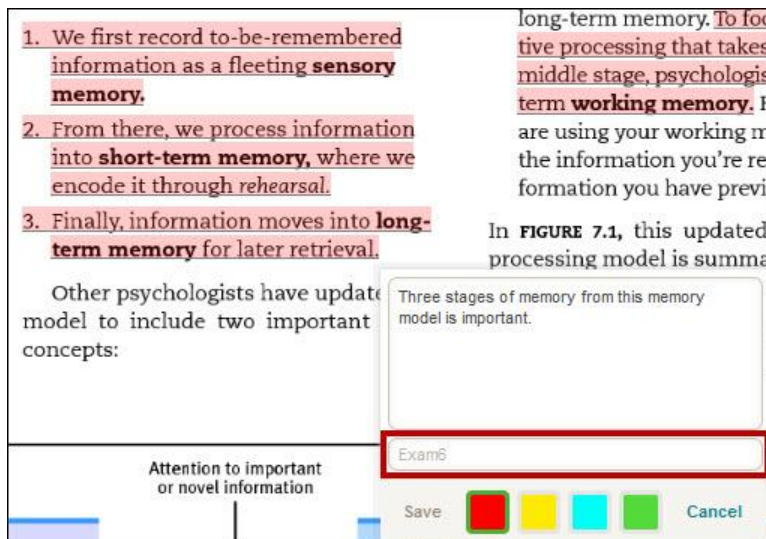 1. We first record to-be-remembered
information as a fleeting sensory
memory.
2. From there, we process information
into short-term memory, where we
encode it through rehearsal.
3. Finally, information moves into long-
term memory for later retrieval.
Other psychologists have update
model to include two important
concepts:
long-term memory. To foc
tive processing that takes
middle stage, psychologis
term working memory.
are using your working m
the information you're re
formation you have previ
In FIGURE 7.1, this updated
processing model is summa
Three stages of memory from this memory
model is important.
Exam6
Save Cancel
Attention to important
or novel information